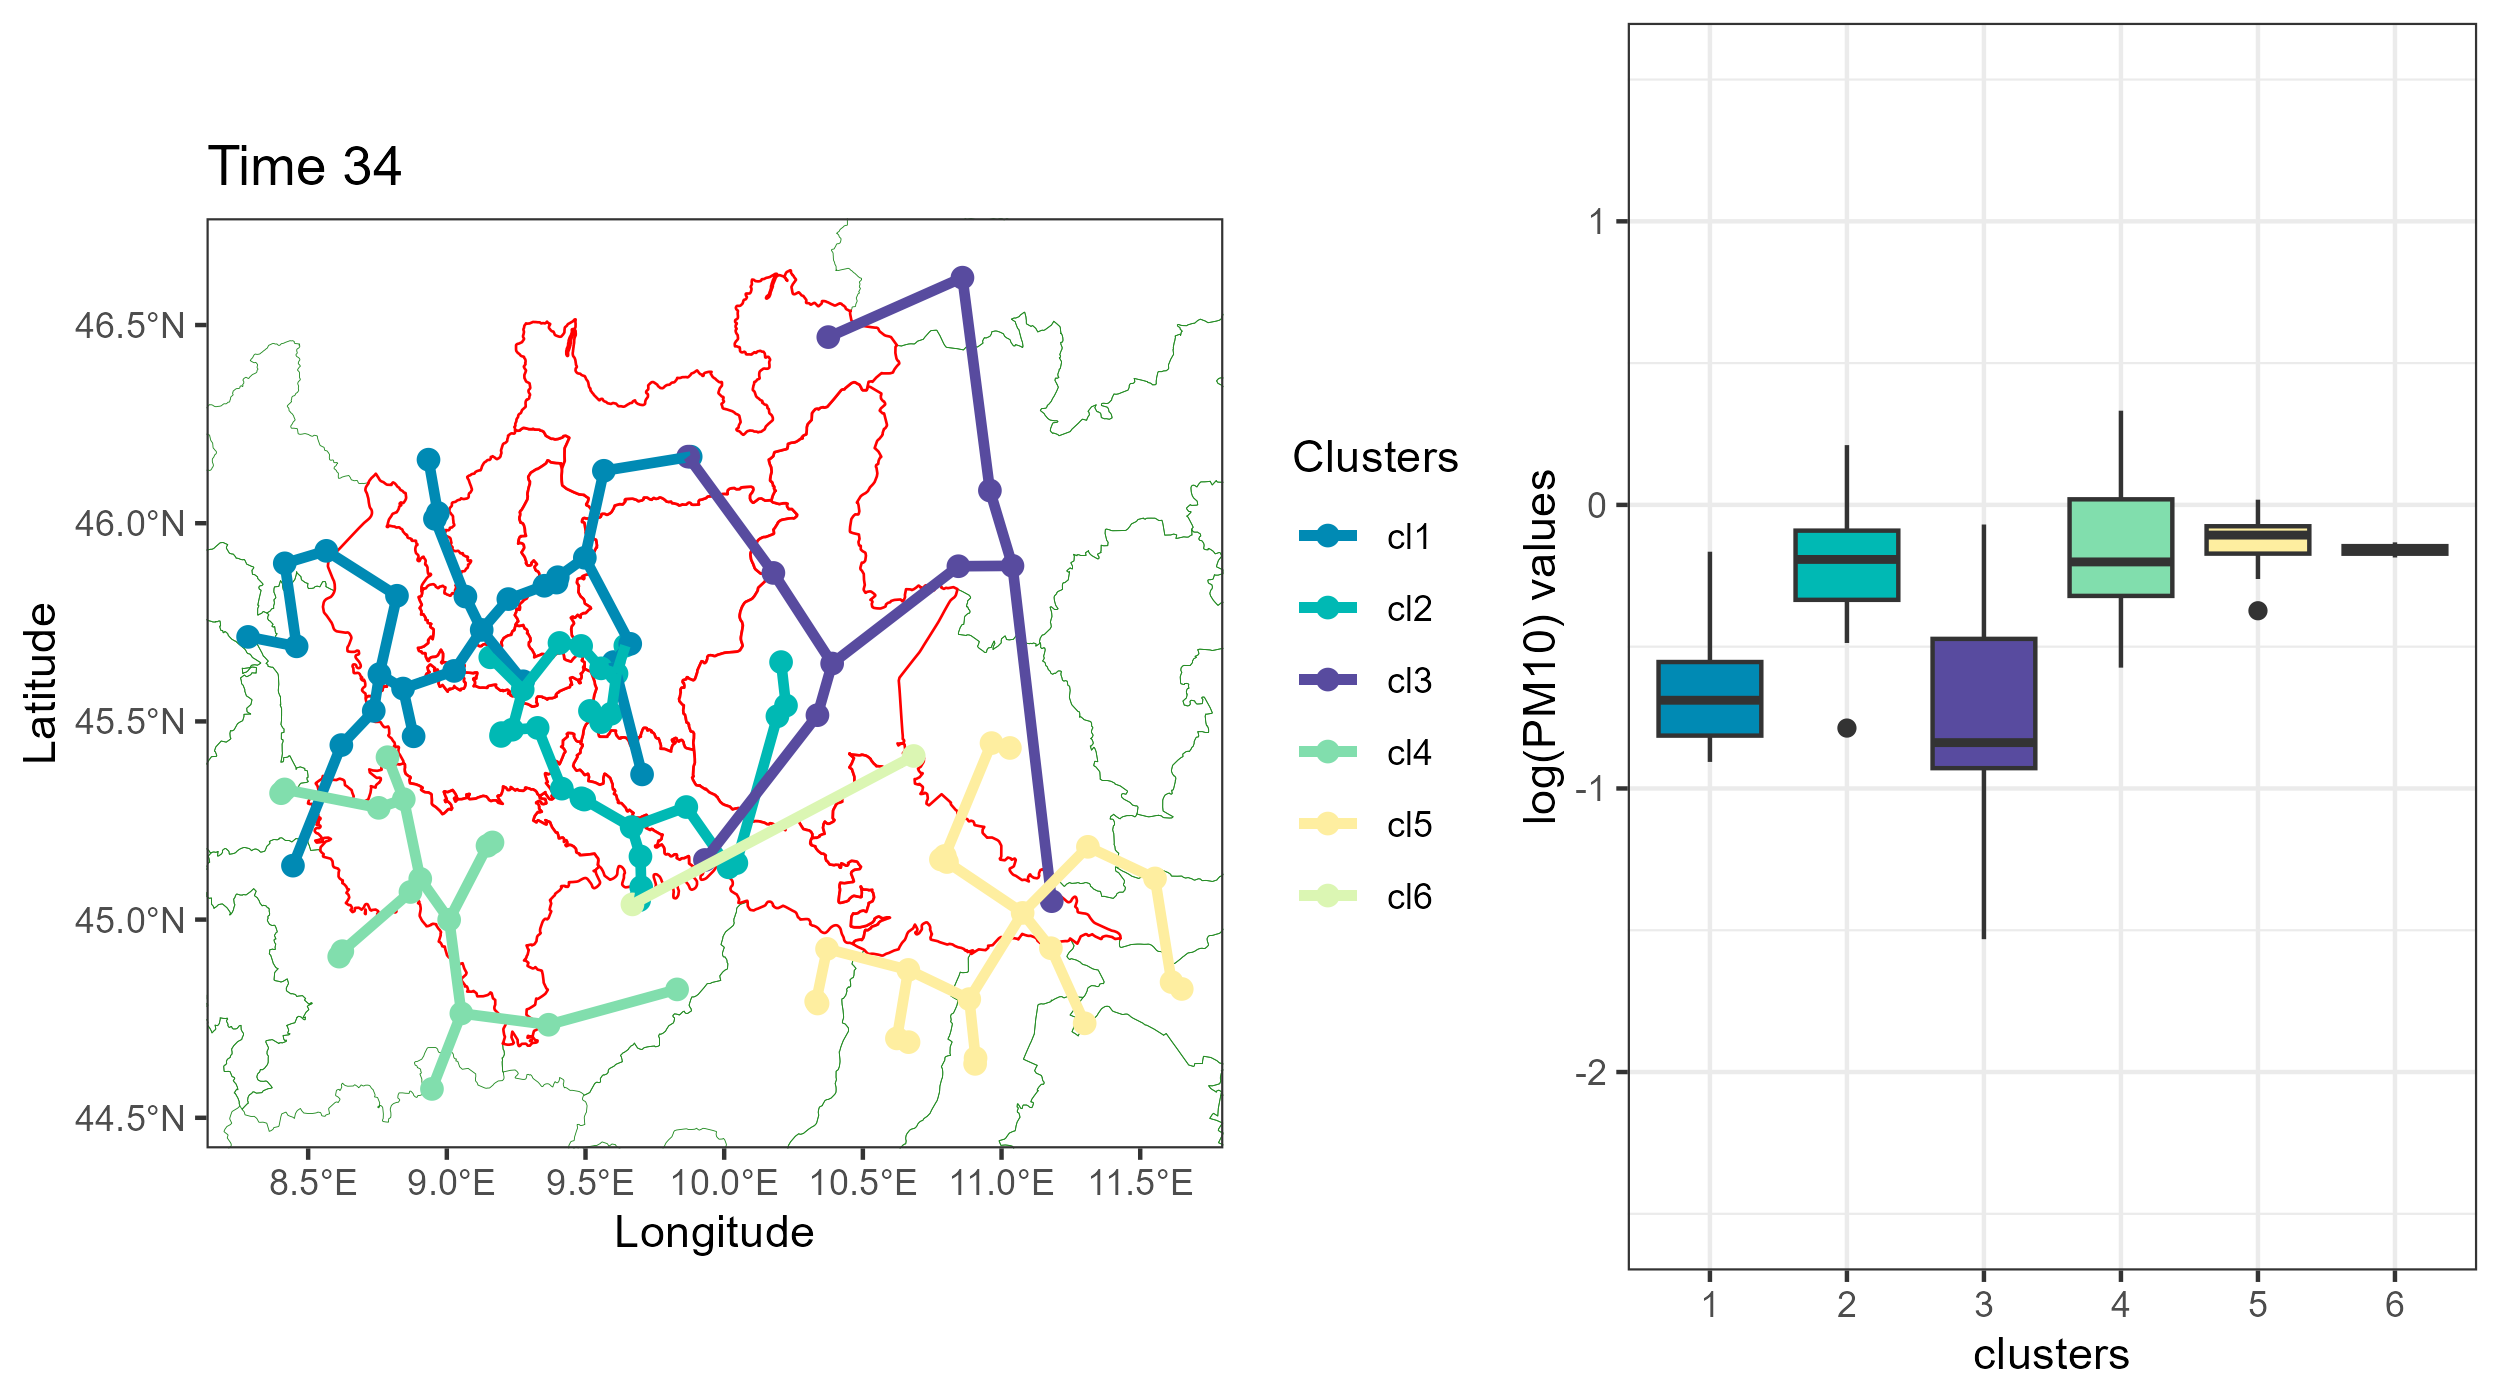 Time 34
46.5°N
46.0°N
45.5°N
45.0°N
44.5°N
Latitude
8.5°E 9.0°E 9.5°E 10.0°E 10.5°E 11.0°E 11.5°E
Longitude
Clusters
cl1
cl2
cl3
cl4
cl5
cl6
log(PM10) values
1
0
-1
-2
1 2 3 4 5 6
clusters